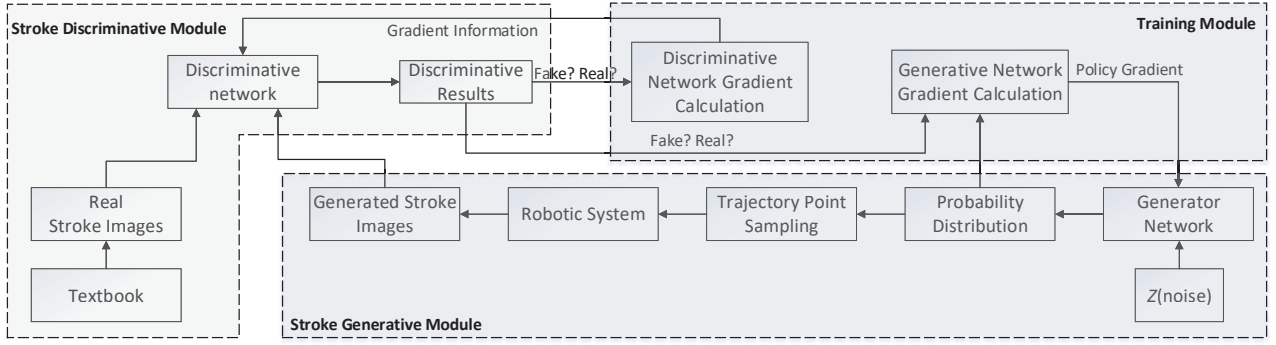 Stroke Discriminative Module
Gradient Information
Training Module
Discriminative
network
Discriminative
Results
Fake? Real?
Discriminative
Network Gradient
Calculation
Generative Network
Gradient Calculation
Policy Gradient
Fake? Real?
Real
Stroke Images
Textbook
Generated Stroke
Images
Robotic System
Trajectory Point
Sampling
Probability
Distribution
Generator
Network
Z(noise)
Stroke Generative Module